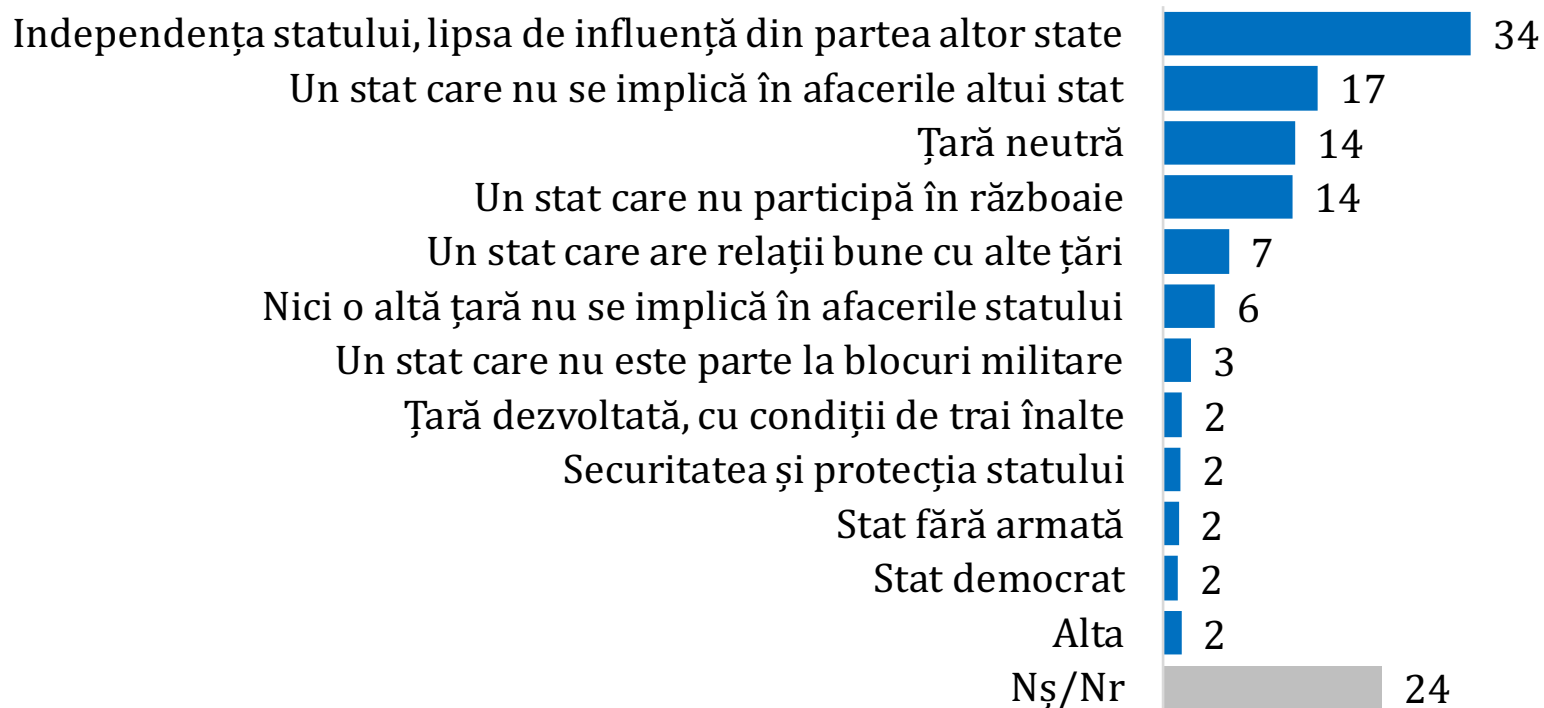 Independența statului, lipsa de influență din partea altor state 34
Un stat care nu se implică în afacerile altui stat 17
Țară neutră 14
Un stat care nu participă în războaie 14
Un stat care are relații bune cu alte țări 7
Nici o altă țară nu se implică în afacerile statului 6
Un stat care nu este parte la blocuri militare 3
Țară dezvoltată, cu condiții de trai înalte 2
Securitatea și protecția statului 2
Stat fără armată 2
Stat democrat 2
Alta 2
Nș/Nr 24